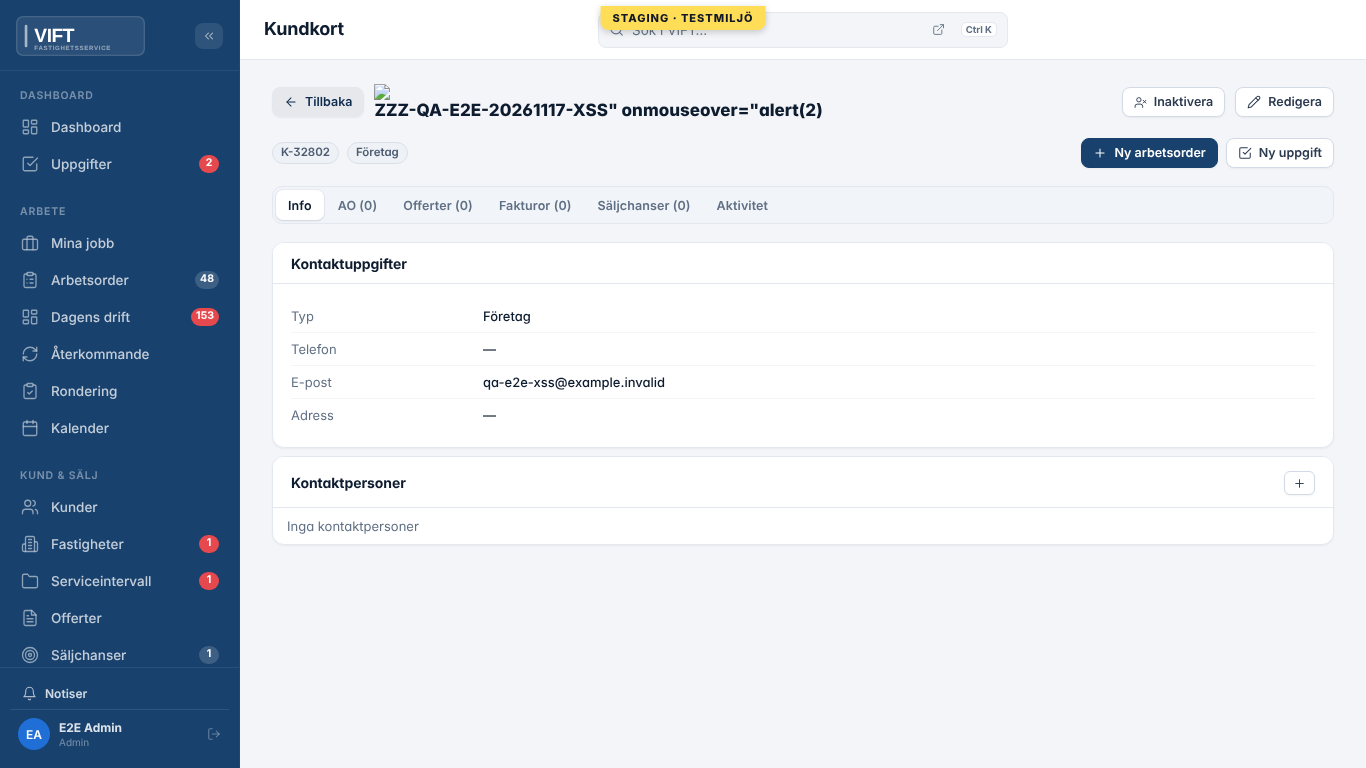 VIFT
FASTIGHETSSERVICE
DASHBOARD
Dashboard
Uppgifter 2
ARBETE
Mina jobb
Arbetsorder 48
Dagens drift 153
Återkommande
Rondering
Kalender
KUND & SÄLJ
Kunder
Fastigheter 1
Serviceintervall 1
Offerter
Säljchanser 1
Notiser
EA
E2E Admin
Admin
Kundkort
STAGING · TESTMILJÖ
Sök i VIFT...
Ctrl K
Tillbaka
ZZZ-QA-E2E-20261117-XSS" onmouseover="alert(2)
Inaktivera
Redigera
K-32802
Företag
Ny arbetsorder
Ny uppgift
Info
AO (0)
Offerter (0)
Fakturor (0)
Säljchanser (0)
Aktivitet
Kontaktuppgifter
Typ Företag
Telefon —
E-post qa-e2e-xss@example.invalid
Adress —
Kontaktpersoner
Inga kontaktpersoner